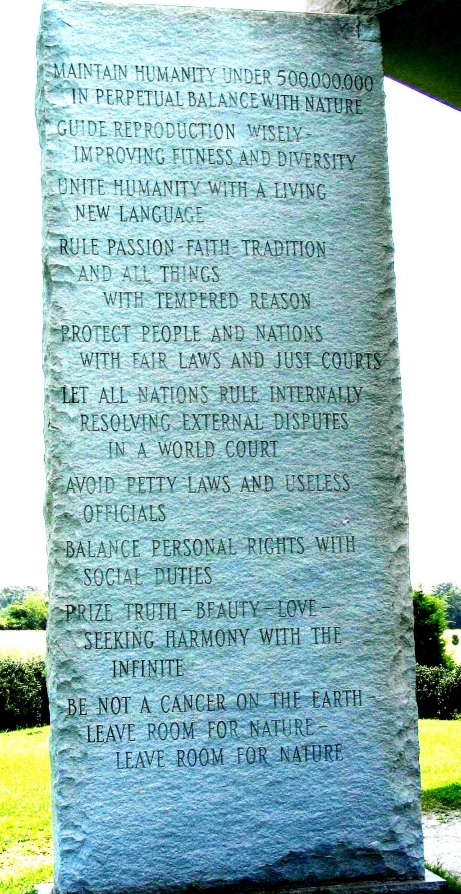 MAINTAIN HUMANITY UNDER 500,000,000
IN PERPETUAL BALANCE WITH NATURE
GUIDE REPRODUCTION WISELY -
IMPROVING FITNESS AND DIVERSITY
UNITE HUMANITY WITH A LIVING
NEW LANGUAGE
RULE PASSION - FAITH - TRADITION
AND ALL THINGS
WITH TEMPERED REASON
PROTECT PEOPLE AND NATIONS
WITH FAIR LAWS AND JUST COURTS
LET ALL NATIONS RULE INTERNALLY
RESOLVING EXTERNAL DISPUTES
IN A WORLD COURT
AVOID PETTY LAWS AND USELESS
OFFICIALS
BALANCE PERSONAL RIGHTS WITH
SOCIAL DUTIES
PRIZE TRUTH - BEAUTY - LOVE -
SEEKING HARMONY WITH THE
INFINITE
BE NOT A CANCER ON THE EARTH -
LEAVE ROOM FOR NATURE -
LEAVE ROOM FOR NATURE